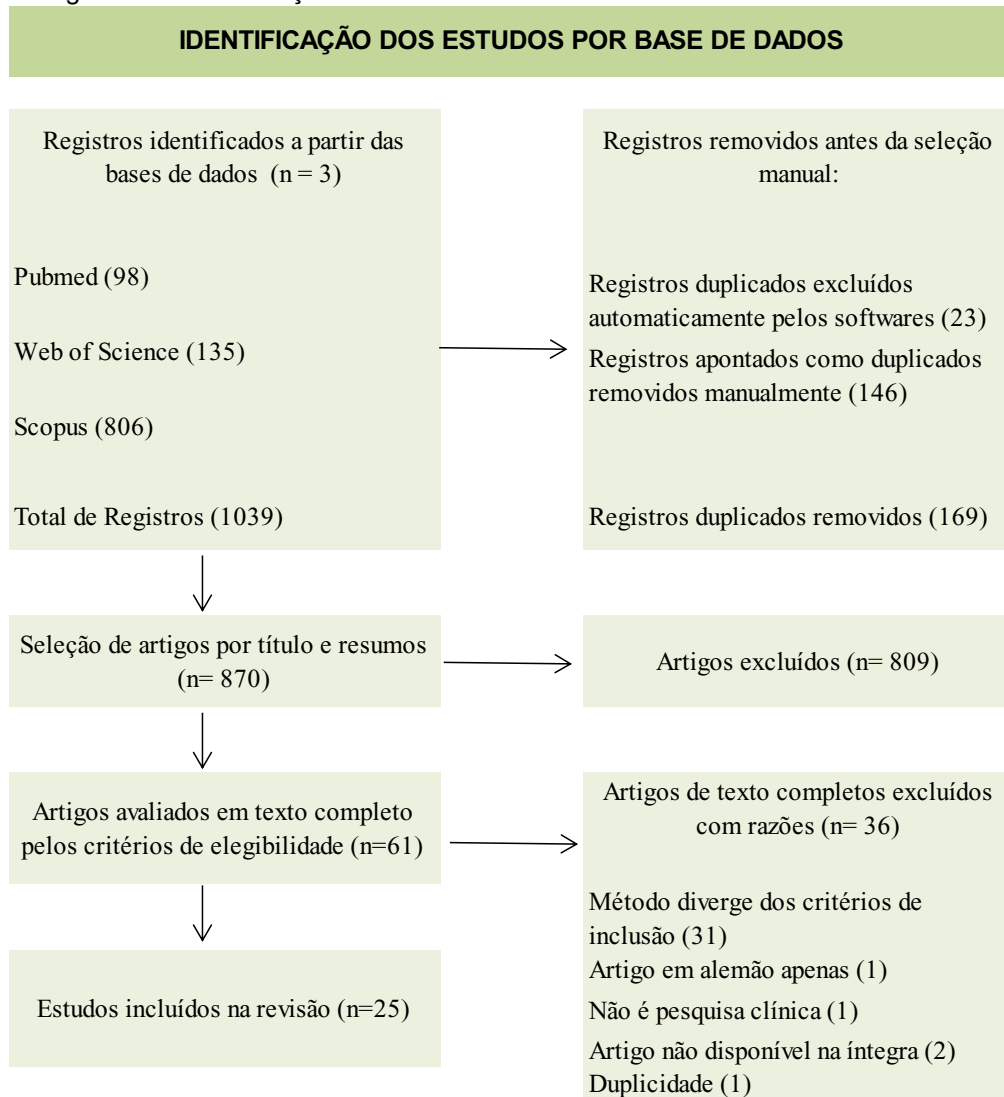 IDENTIFICAÇÃO DOS ESTUDOS POR BASE DE DADOS
Registros identificados a partir das
bases de dados (n = 3)
Pubmed (98)
Web of Science (135)
Scopus (806)
Total de Registros (1039)
Registros removidos antes da seleção
manual:
Registros duplicados excluídos
automaticamente pelos softwares (23)
Registros apontados como duplicados
removidos manualmente (146)
Registros duplicados removidos (169)
Seleção de artigos por título e resumos
(n= 870)
Artigos excluídos (n= 809)
Artigos avaliados em texto completo
pelos critérios de elegibilidade (n=61)
Artigos de texto completos excluídos
com razões (n= 36)
Método diverge dos critérios de
inclusão (31)
Artigo em alemão apenas (1)
Não é pesquisa clínica (1)
Artigo não disponível na íntegra (2)
Duplicidade (1)
Estudos incluídos na revisão (n=25)